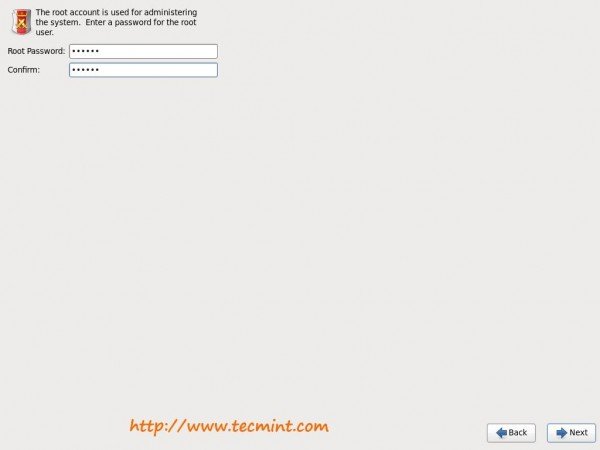 The root account is used for administering
the system. Enter a password for the root
user.
Root Password: ••••••
Confirm: ••••••
http://www.tecmint.com
Back Next